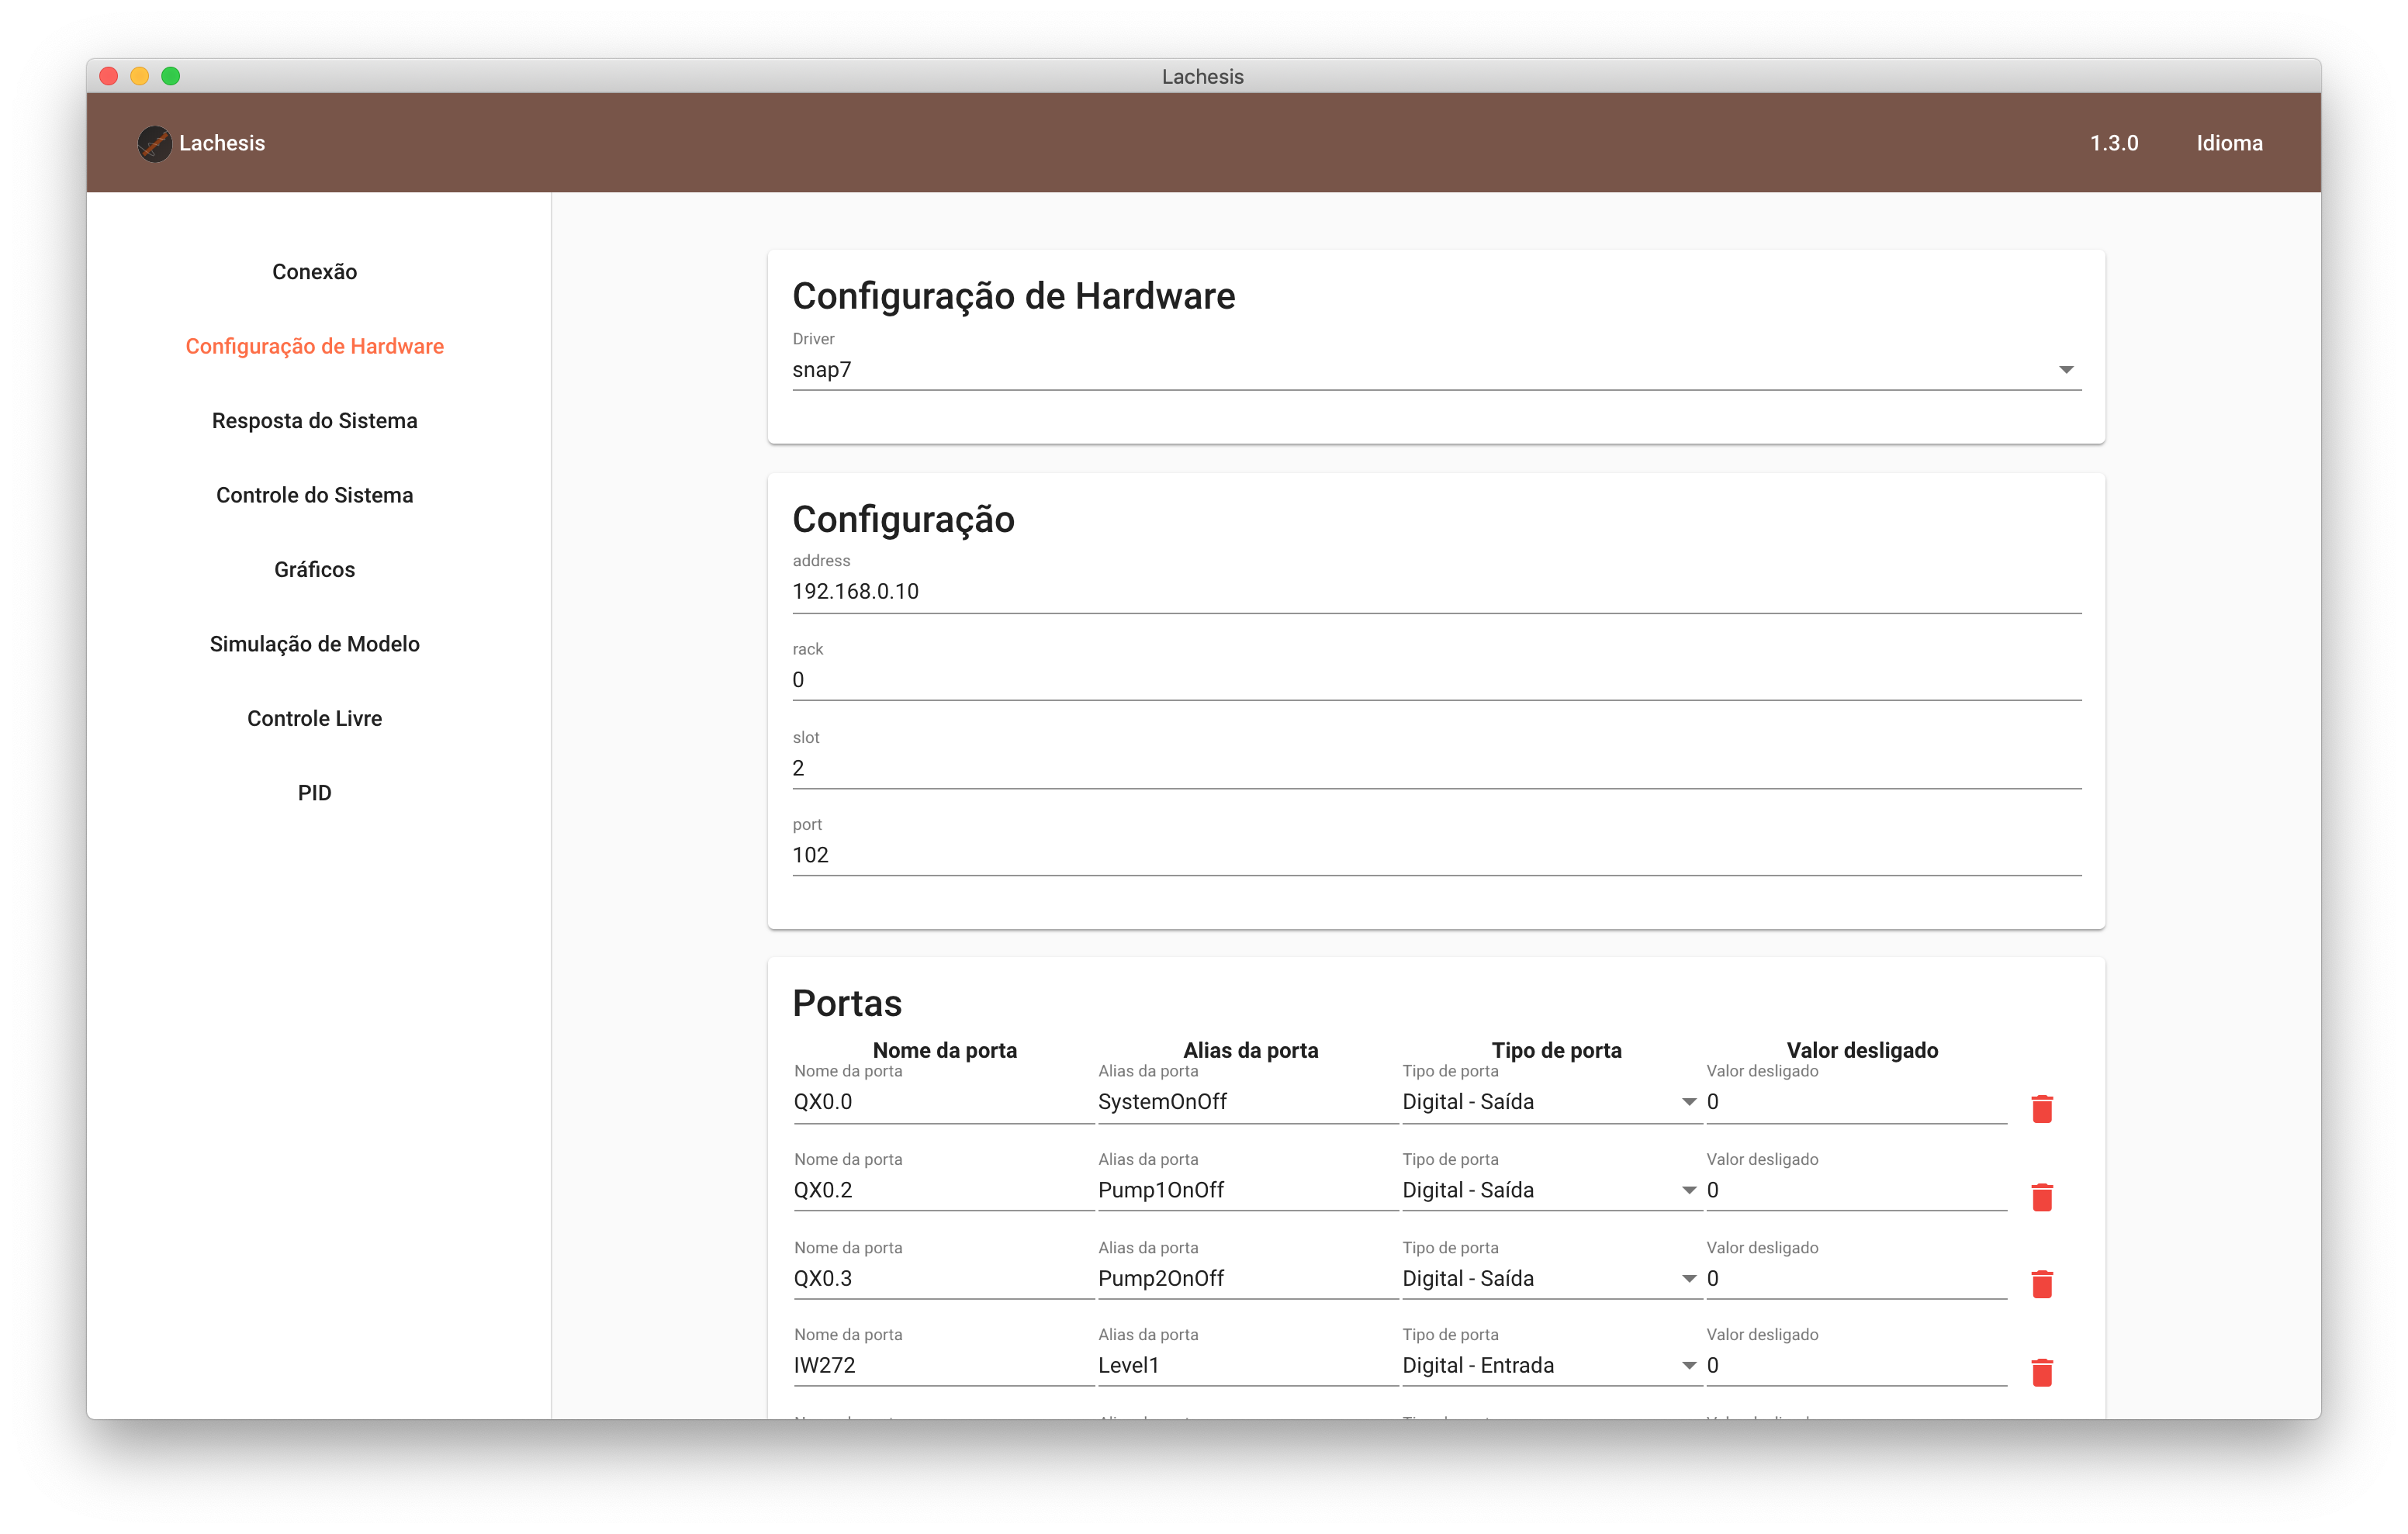 Lachesis
Lachesis 1.3.0 Idioma
Conexão
Configuração de Hardware
Resposta do Sistema
Controle do Sistema
Gráficos
Simulação de Modelo
Controle Livre
PID
Configuração de Hardware
Driver
snap7
Configuração
address
192.168.0.10
rack
0
slot
2
port
102
Portas
Nome da porta Alias da porta Tipo de porta Valor desligado
Nome da porta Alias da porta Tipo de porta Valor desligado
QX0.0 SystemOnOff Digital - Saída 0
Nome da porta Alias da porta Tipo de porta Valor desligado
QX0.2 Pump1OnOff Digital - Saída 0
Nome da porta Alias da porta Tipo de porta Valor desligado
QX0.3 Pump2OnOff Digital - Saída 0
Nome da porta Alias da porta Tipo de porta Valor desligado
IW272 Level1 Digital - Entrada 0